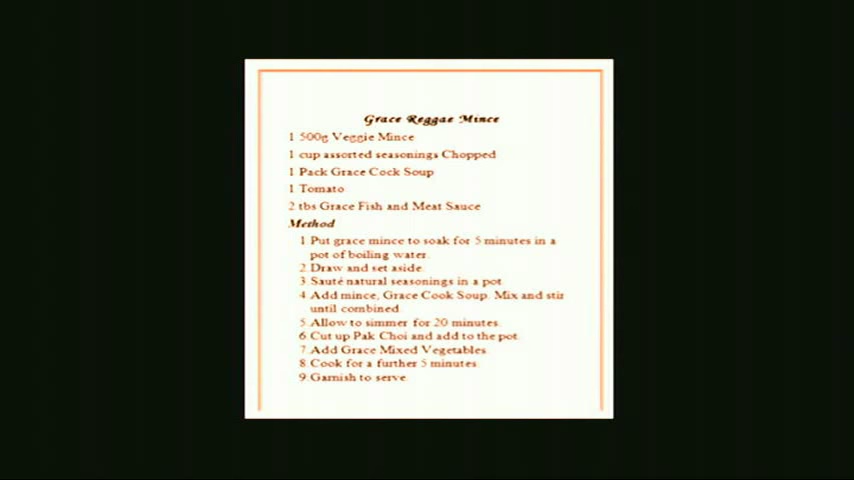 Grace Reggae Mince
1 500g Veggie Mince
1 cup assorted seasonings Chopped
1 Pack Grace Cock Soup
1 Tomato
2 tbs Grace Fish and Meat Sauce
Method
1 Put grace mince to soak for 5 minutes in a
pot of boiling water.
2 Draw and set aside.
3 Sauté natural seasonings in a pot
4 Add mince, Grace Cook Soup. Mix and stir
until combined.
5 Allow to simmer for 20 minutes.
6 Cut up Pak Choi and add to the pot.
7 Add Grace Mixed Vegetables.
8 Cook for a further 5 minutes.
9 Garnish to serve.